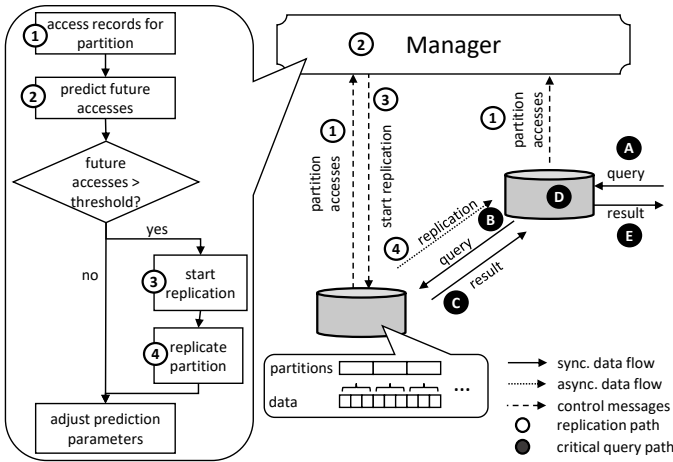 1
access records for
partition
2
predict future
accesses
future
accesses >
threshold?
yes
no
3
start
replication
4
replicate
partition
adjust prediction
parameters
2
Manager
1
partition
accesses
3
start replication
1
partition
accesses
A
query
D
result
E
4
replication
B
query
result
C
partitions
data
...
sync. data flow
async. data flow
control messages
replication path
critical query path